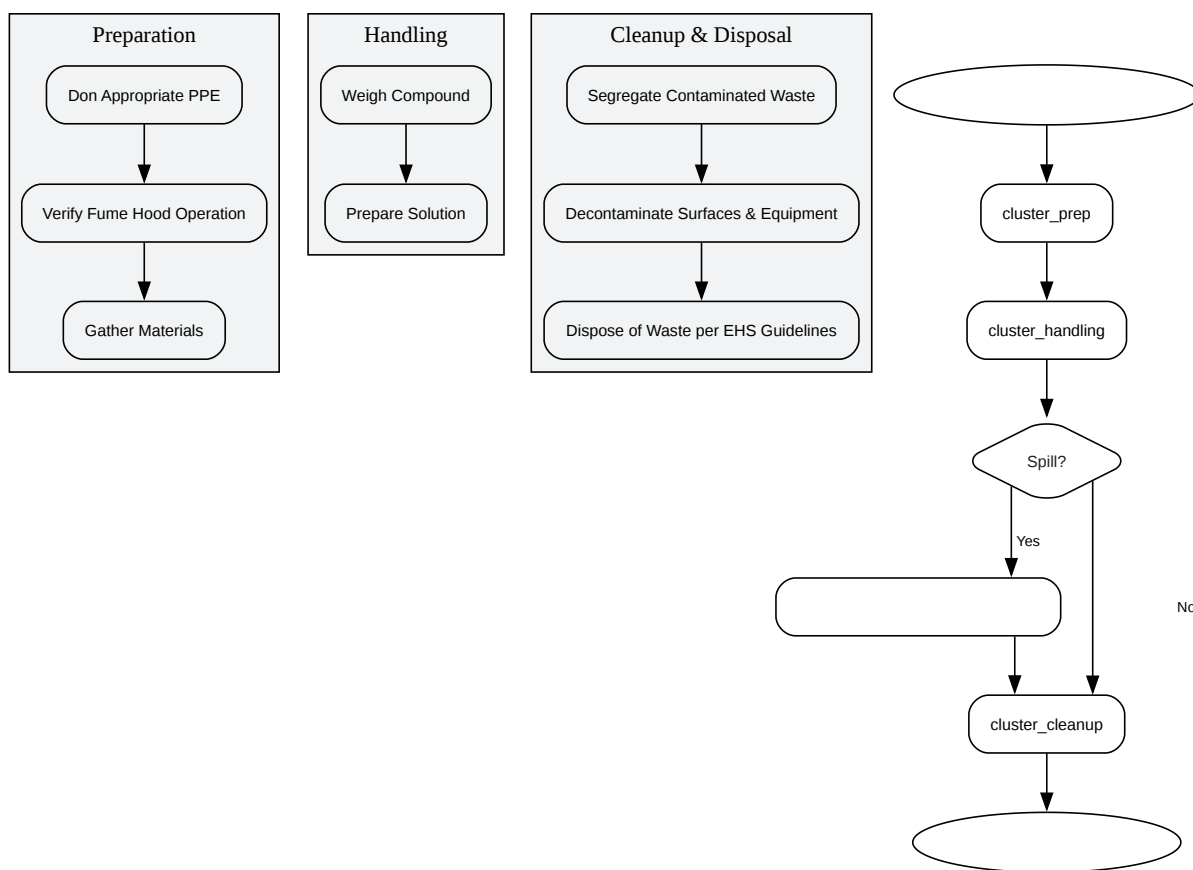 Preparation
Don Appropriate PPE
Verify Fume Hood Operation
Gather Materials
Handling
Weigh Compound
Prepare Solution
Cleanup & Disposal
Segregate Contaminated Waste
Decontaminate Surfaces & Equipment
Dispose of Waste per EHS Guidelines
cluster_prep
cluster_handling
Spill?
Yes
No
cluster_cleanup